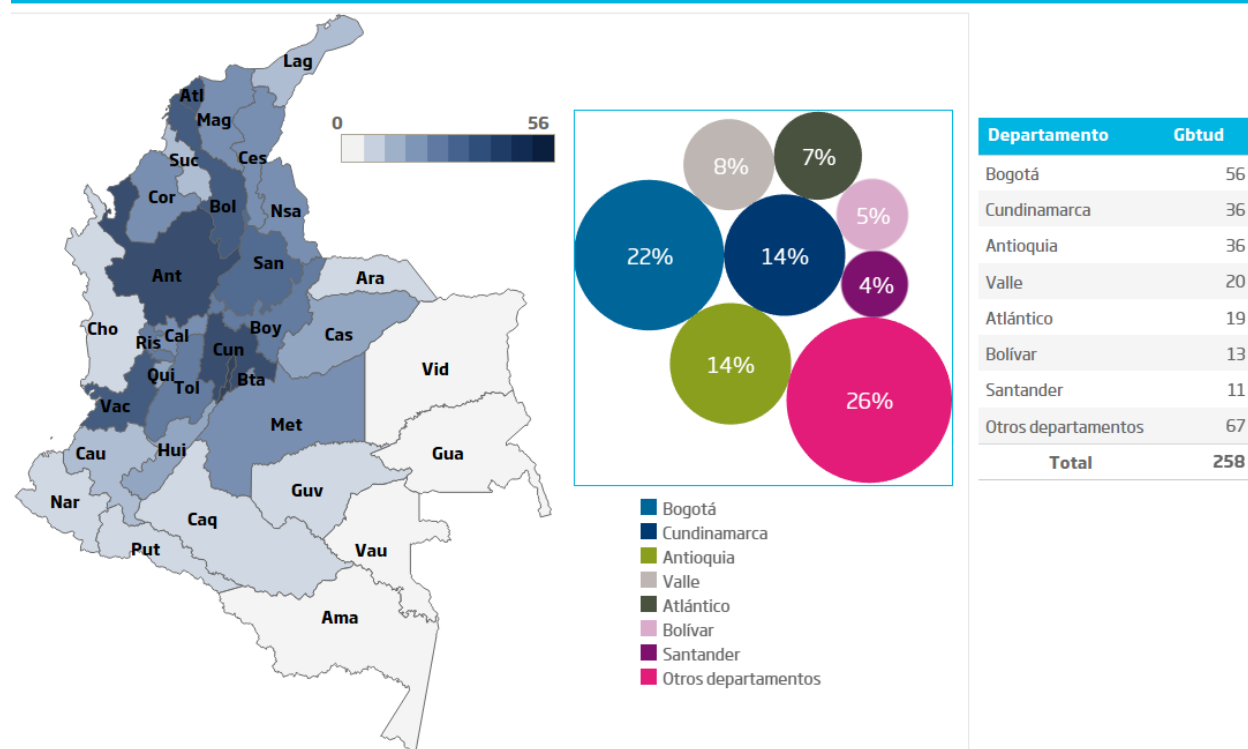 Lag
Atl
Mag
0 56
Suc
Ces
Cor
Bol
Nsa
San
Ant
Ara
Cho
Ris
Cal
Boy
Cas
Cun
Qui
Tol
Bta
Vid
Vac
Met
Cau
Hui
Gua
Nar
Guv
Caq
Put
Vau
Ama
8%
7%
5%
22%
14%
4%
14%
26%
Bogotá
Cundinamarca
Antioquia
Valle
Atlántico
Bolívar
Santander
Otros departamentos
Departamento Gbtud
Bogotá 56
Cundinamarca 36
Antioquia 36
Valle 20
Atlántico 19
Bolívar 13
Santander 11
Otros departamentos 67
Total 258